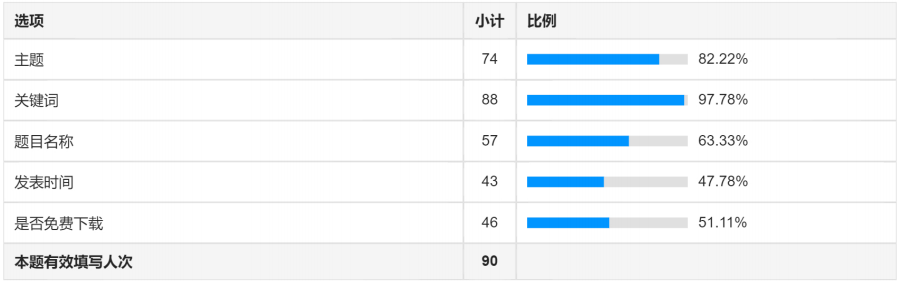 选项 小计 比例
主题 74 82.22%
关键词 88 97.78%
题目名称 57 63.33%
发表时间 43 47.78%
是否免费下载 46 51.11%
本题有效填写人次 90